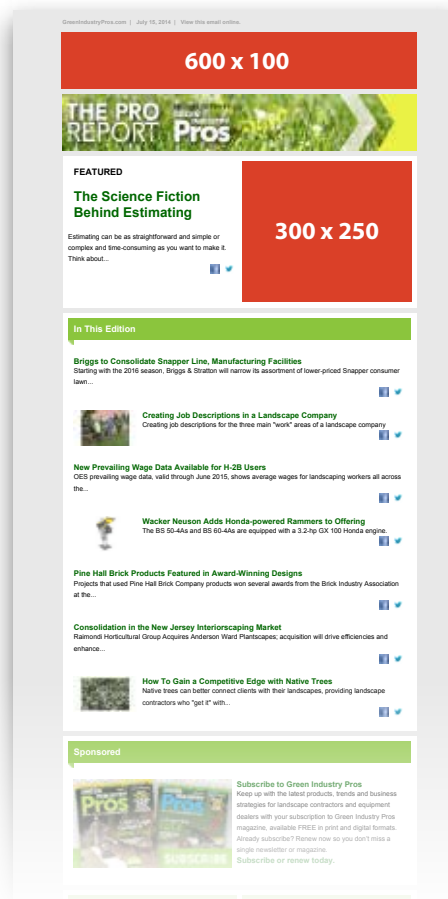 GreenIndustryPros.com | July 15, 2014 | View this email online.
600 x 100
THE PRO
REPORT
Pros
FEATURED
The Science Fiction
Behind Estimating
Estimating can be as straightforward and simple or
complex and time-consuming as you want to make it.
Think about...
300 x 250
In This Edition
Briggs to Consolidate Snapper Line, Manufacturing Facilities
Starting with the 2016 season, Briggs & Stratton will narrow its assortment of lower-priced Snapper consumer
lawn...
Creating Job Descriptions in a Landscape Company
Creating job descriptions for the three main "work" areas of a landscape company
New Prevailing Wage Data Available for H-2B Users
OES prevailing wage data, valid through June 2015, shows average wages for landscaping workers all across
the...
Wacker Neuson Adds Honda-powered Rammers to Offering
The BS 50-4As and BS 60-4As are equipped with a 3.2-hp GX 100 Honda engine.
Pine Hall Brick Products Featured in Award-Winning Designs
Projects that used Pine Hall Brick Company products won several awards from the Brick Industry Association
at the...
Consolidation in the New Jersey Interiorscaping Market
Raimondi Horticultural Group Acquires Anderson Ward Plantscapes; acquisition will drive efficiencies and
enhance...
How To Gain a Competitive Edge with Native Trees
Native trees can better connect clients with their landscapes, providing landscape
contractors who "get it" with...
Sponsored
Pros
Pros
SUBSCRIBE
Subscribe to Green Industry Pros
Keep up with the latest products, trends and business
strategies for landscape contractors and equipment
dealers with your subscription to Green Industry Pros
magazine, available FREE in print and digital formats.
Already subscribe? Renew now so you don't miss a
single newsletter or magazine.
Subscribe or renew today.